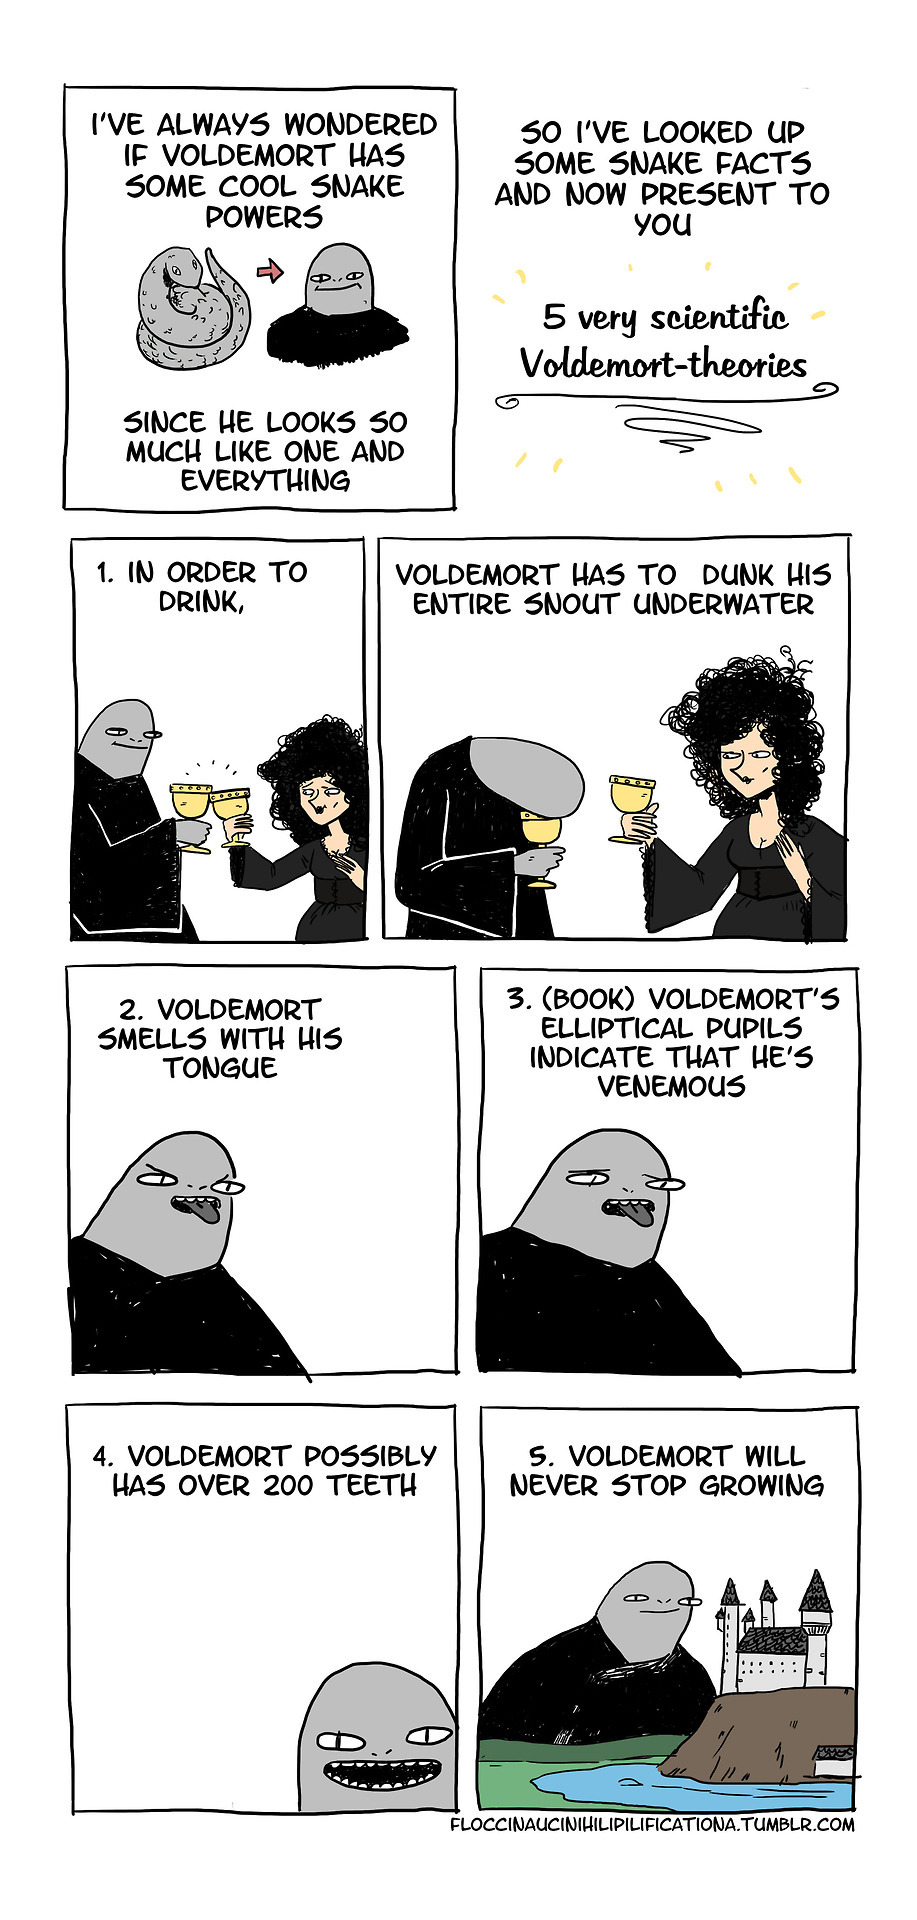 I'VE ALWAYS WONDERED
IF VOLDEMORT HAS
SOME COOL SNAKE
POWERS
SINCE HE LOOKS SO
MUCH LIKE ONE AND
EVERYTHING
SO I'VE LOOKED UP
SOME SNAKE FACTS
AND NOW PRESENT TO
YOU
5 very scientific
Voldemort-theories
1. IN ORDER TO
DRINK,
VOLDEMORT HAS TO DUNK HIS
ENTIRE SNOUT UNDERWATER
2. VOLDEMORT
SMELLS WITH HIS
TONGUE
3. (BOOK) VOLDEMORT'S
ELLIPTICAL PUPILS
INDICATE THAT HE'S
VENEMOUS
4. VOLDEMORT POSSIBLY
HAS OVER 200 TEETH
5. VOLDEMORT WILL
NEVER STOP GROWING
FLOCCINAUCINIHILIPILIFICATIONA.TUMBLR.COM